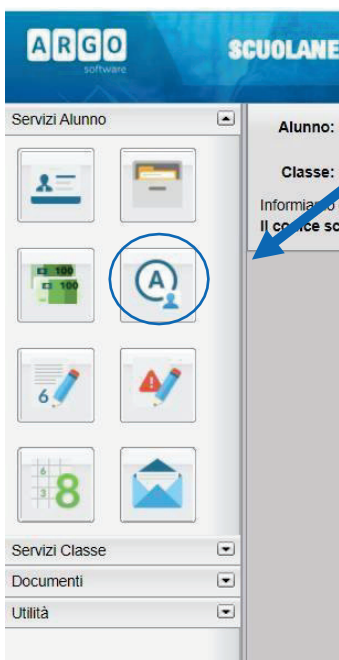 ARGO
software
SCUOLANE
Servizi Alunno
Alunno:
Classe:
Informiamo
Il codice sc
100
100
A
6
6
3
8
Servizi Classe
Documenti
Utilità